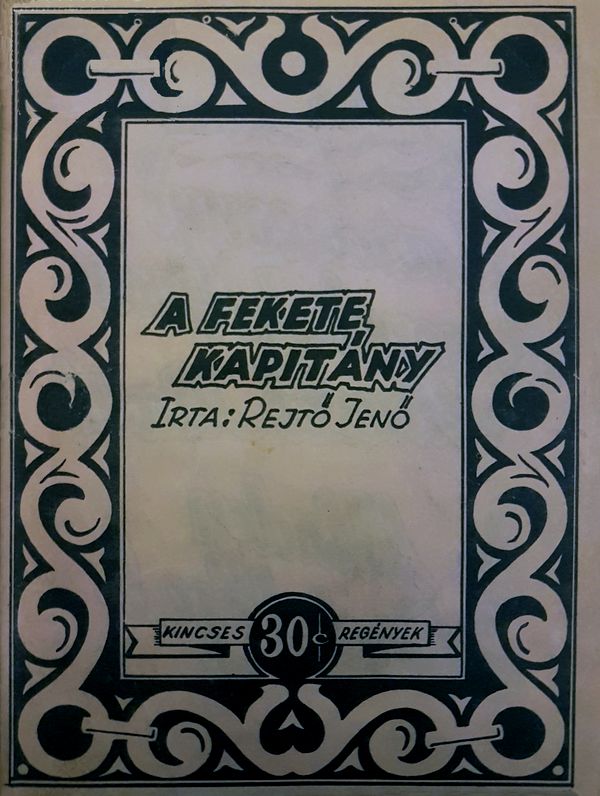 A FEKETE
KAPITÁNY
IRTA: REJTŐ JENŐ
KINCSES 30¢ REGÉNYEK